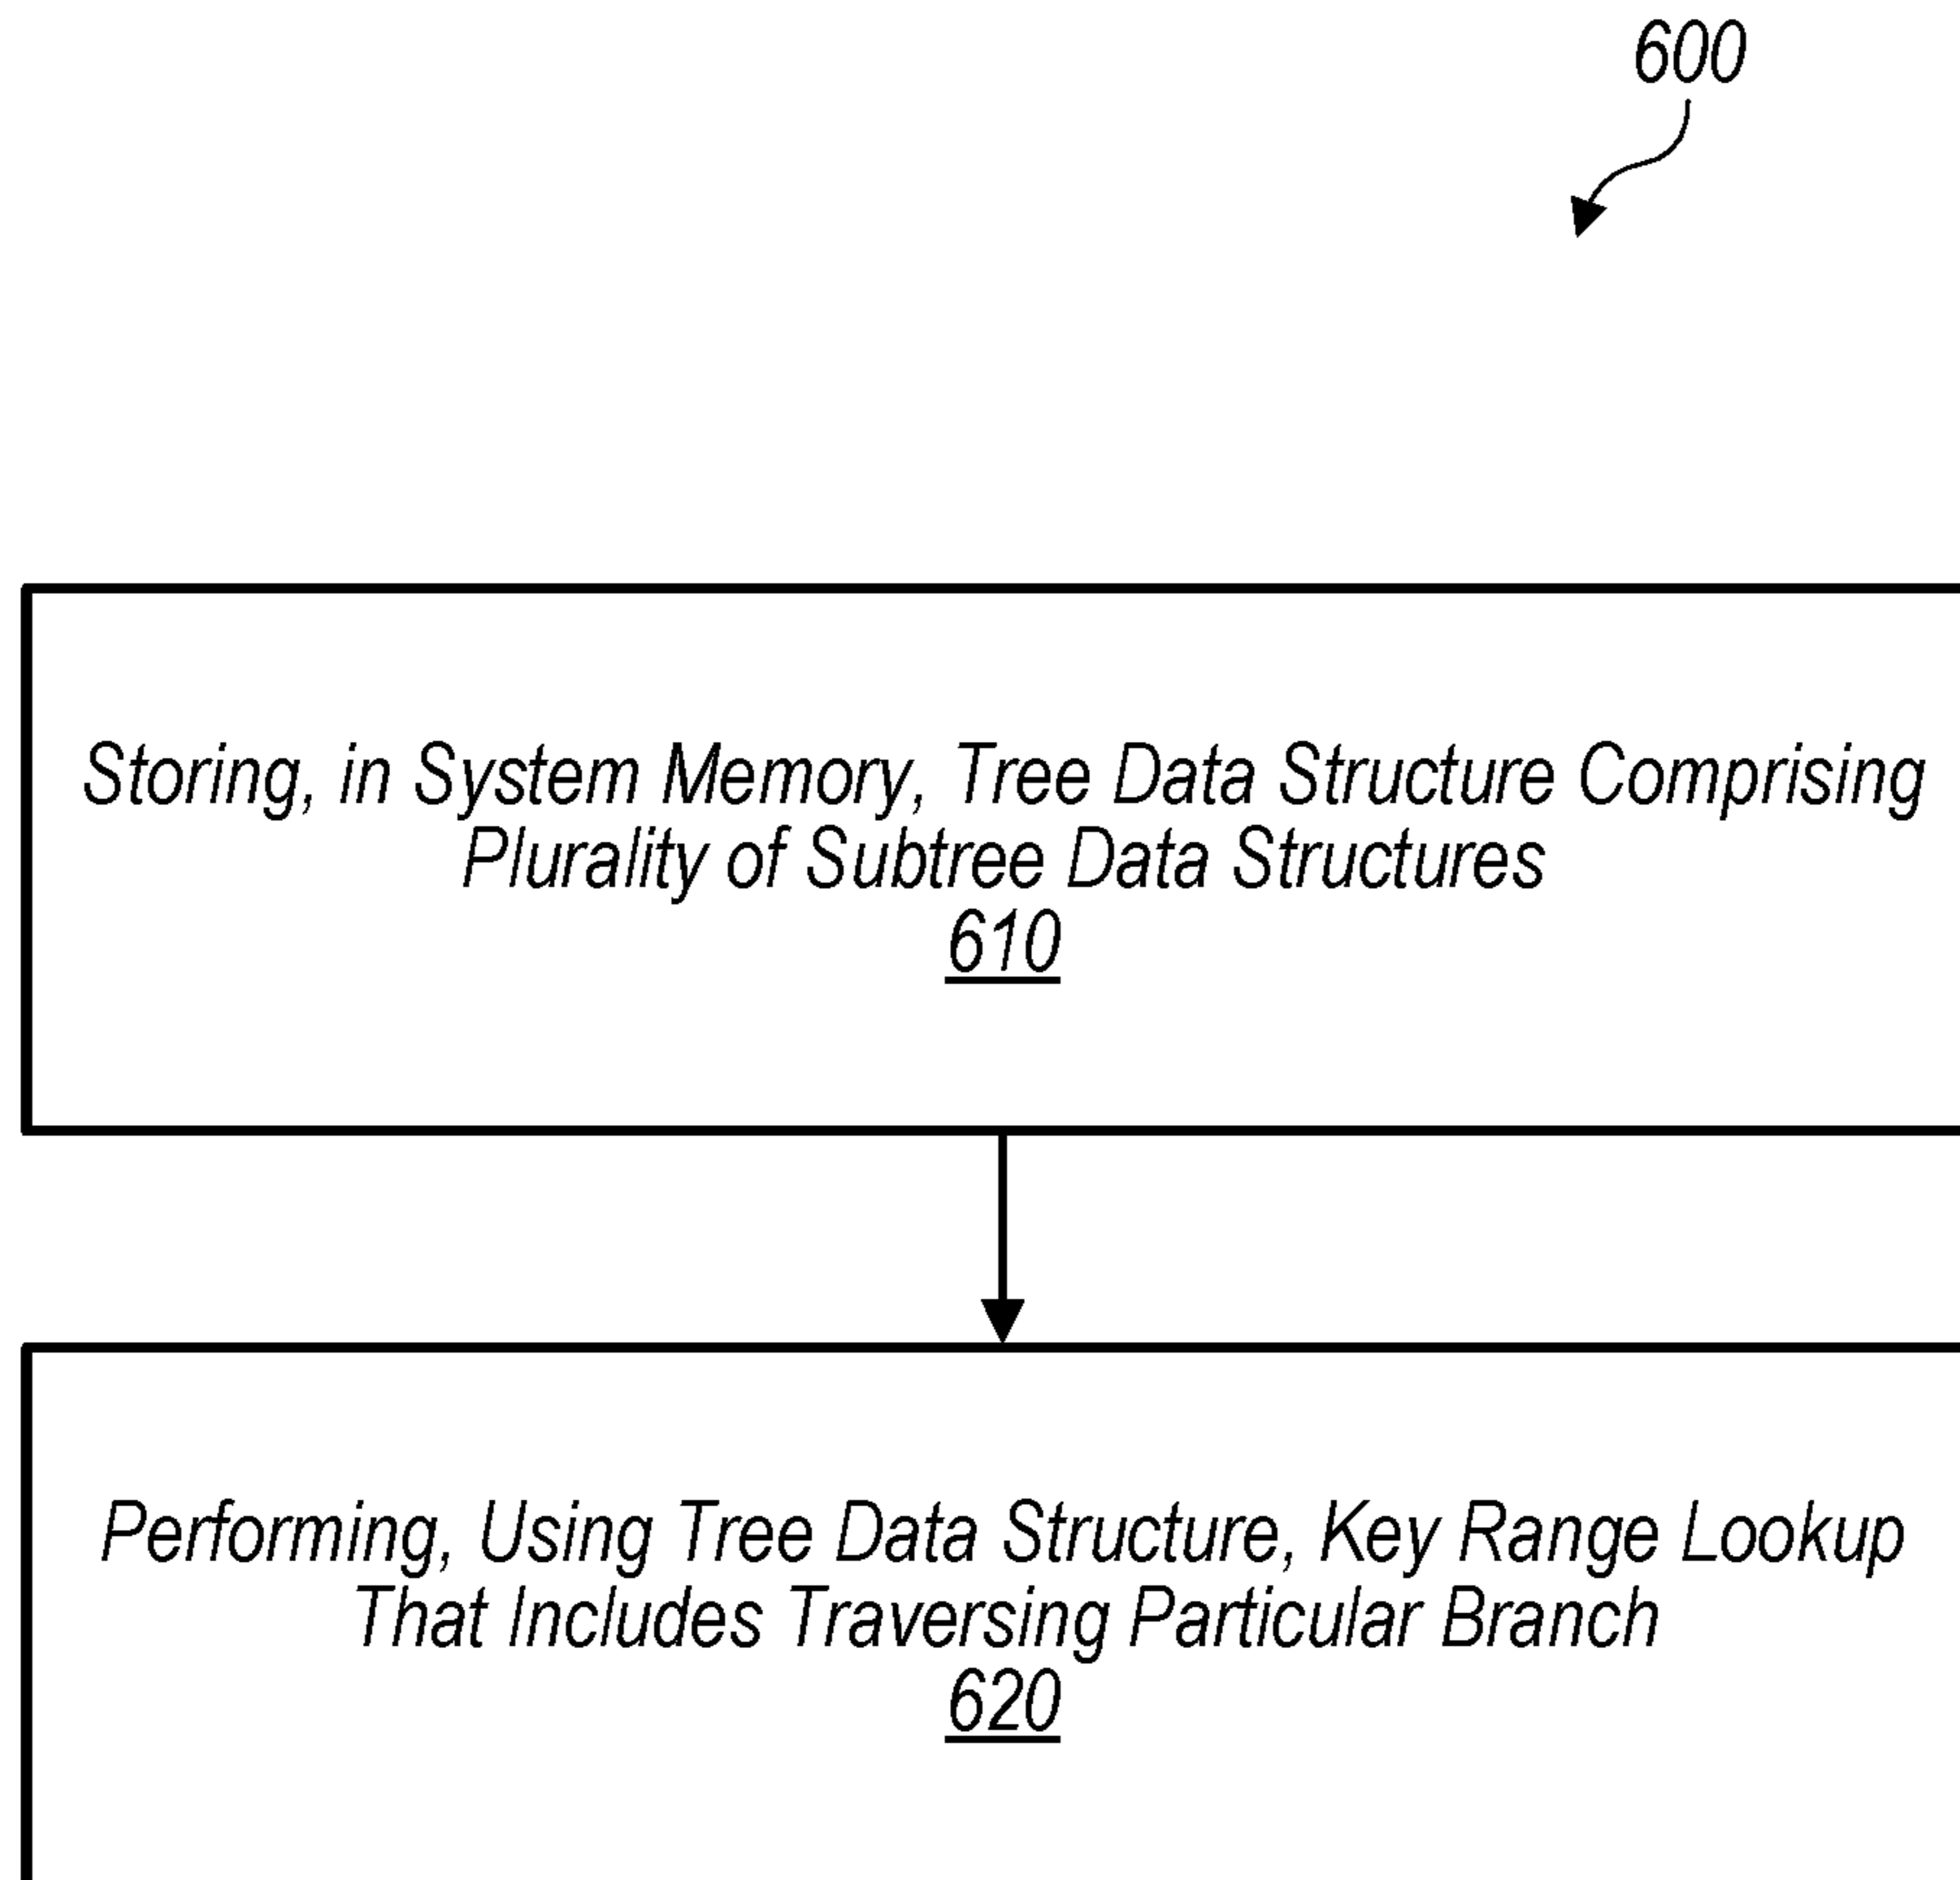 600
Storing, in System Memory, Tree Data Structure Comprising
Plurality of Subtree Data Structures
610
Performing, Using Tree Data Structure, Key Range Lookup
That Includes Traversing Particular Branch
620